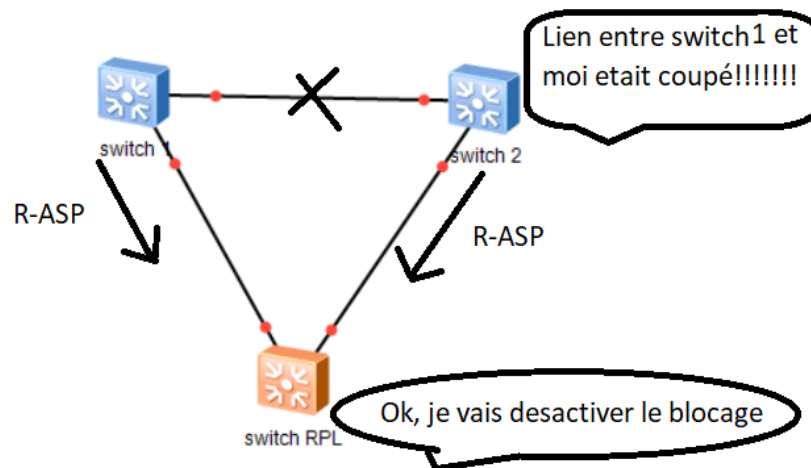 Lien entre switch1 et
moi etait coupé!!!!!!!
switch 1
switch 2
R-ASP
R-ASP
Ok, je vais desactiver le blocage
switch RPL